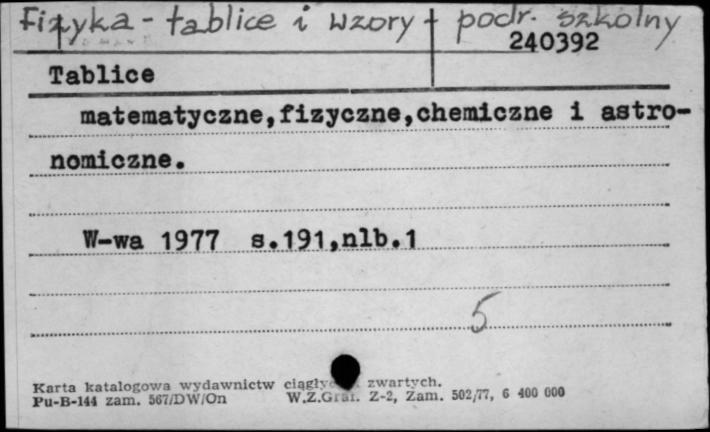 Fizyka - tablice i wzory + podr. szkolny
240392
Tablice
matematyczne,fizyczne,chemiczne i astro-
nomiczne.
W-wa 1977 s.191,nlb.1
5
Karta katalogowa wydawnictw zwartych.
Pu-B-144 zam. 567/DW/On W.Z.Graf. Z-2, Zam. 502/77, 6 400 000